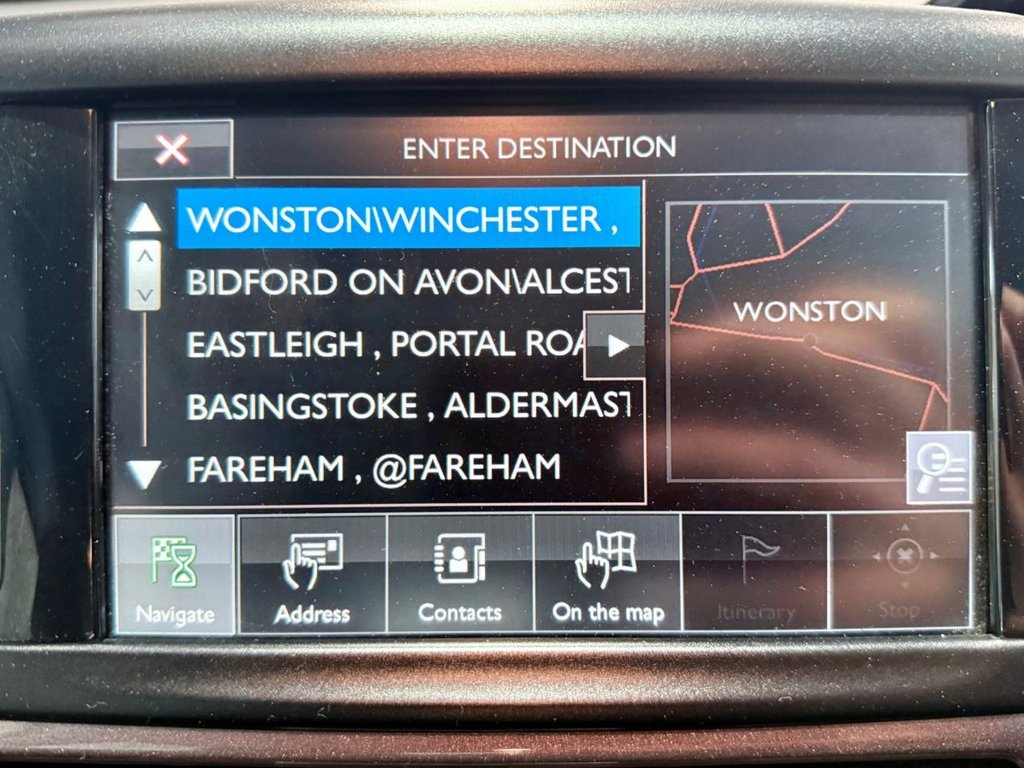 ENTER DESTINATION
WONSTON\WINCHESTER ,
BIDFORD ON AVON\ALCEST
EASTLEIGH , PORTAL ROA
BASINGSTOKE , ALDERMAST
FAREHAM , @FAREHAM
WONSTON
Navigate
Address
Contacts
On the map
Itinerary
Stop